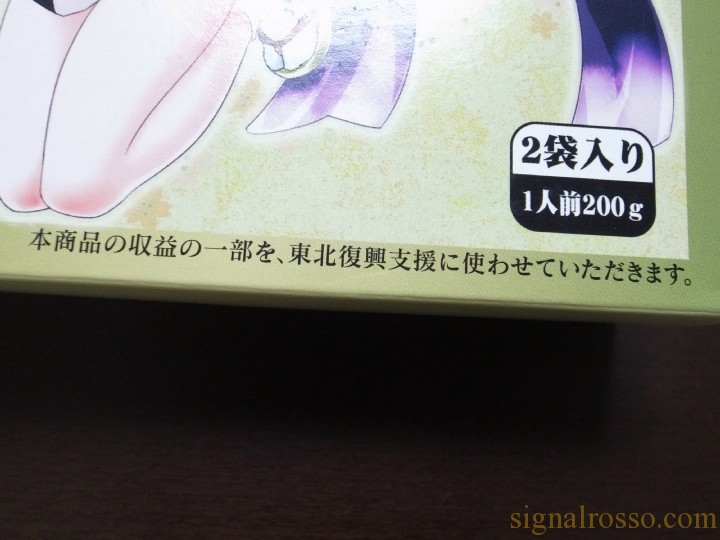 2袋入り
1人前200g
本商品の収益の一部を、東北復興支援に使わせていただきます。
signalrosso.com